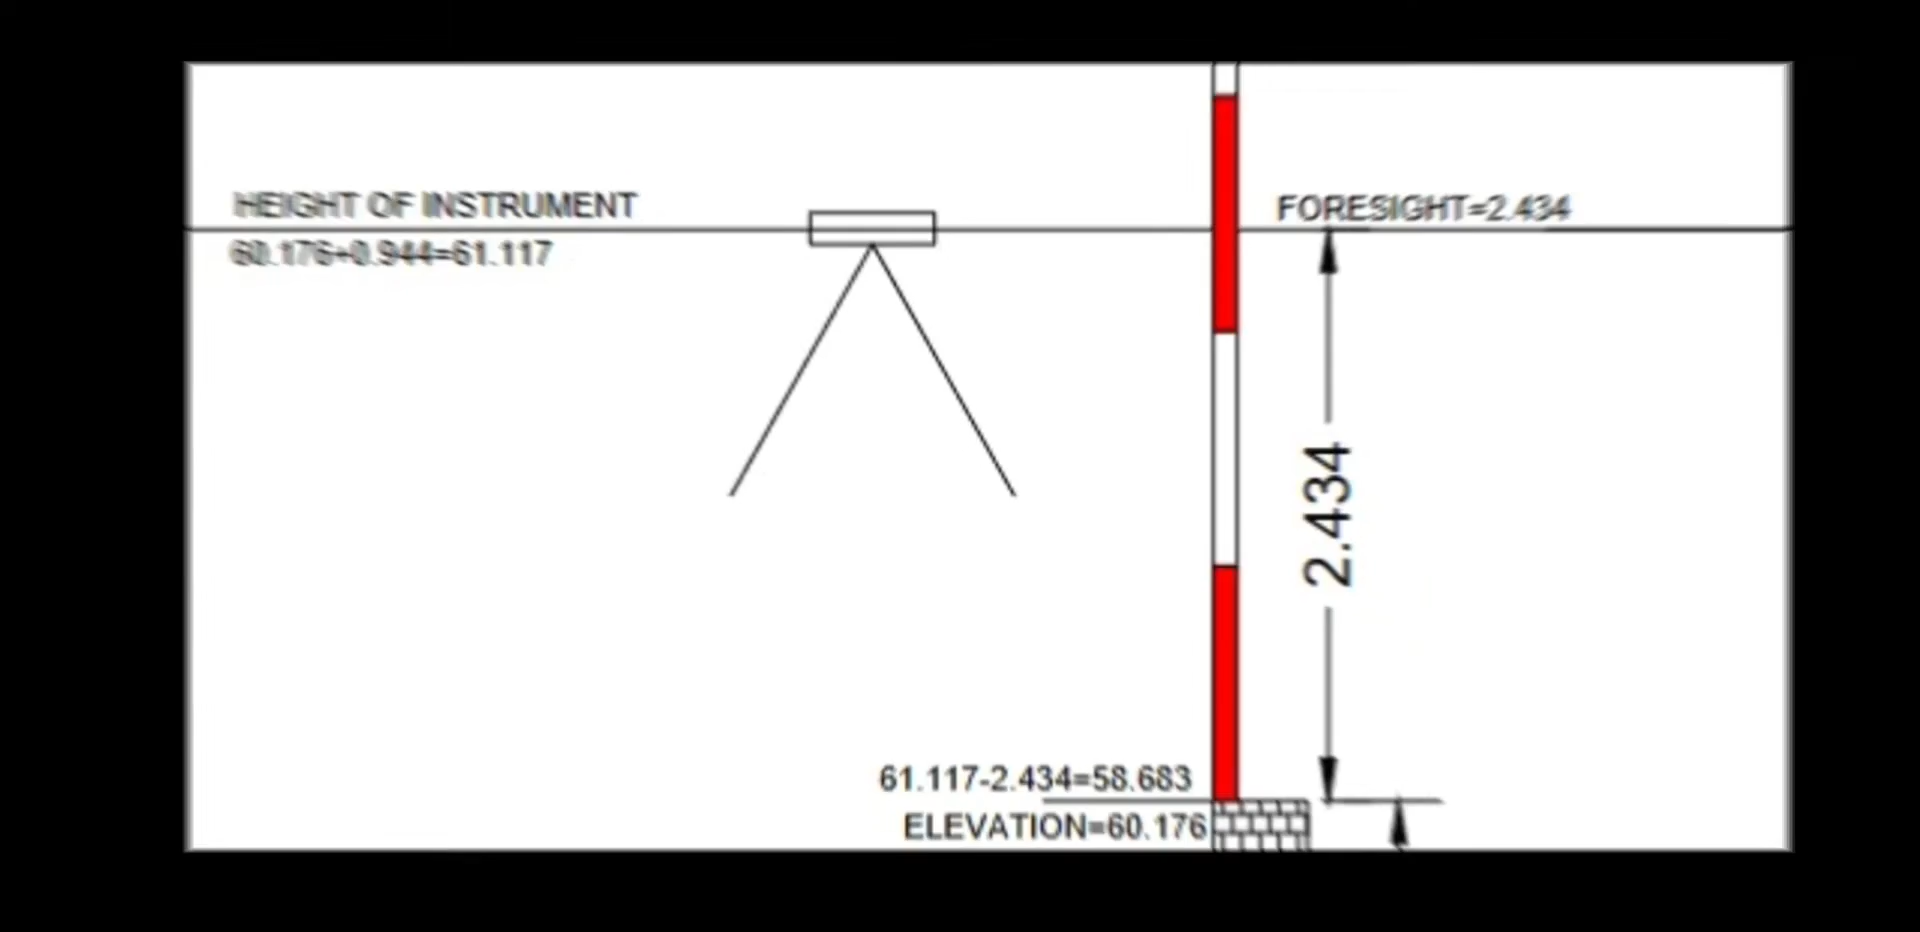 HEIGHT OF INSTRUMENT
60.176+0.944=61.117
FORESIGHT=2.434
2.434
61.117-2.434=58.683
ELEVATION=60.176